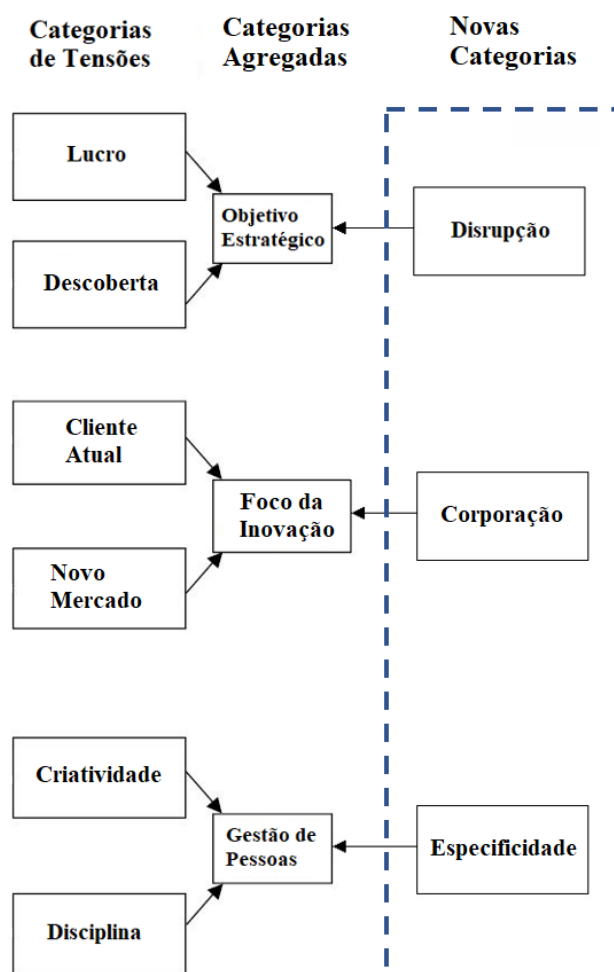 Categorias
de Tensões
Categorias
Agregadas
Novas
Categorias
Lucro
Objetivo
Estratégico
Disrupção
Descoberta
Cliente
Atual
Foco da
Inovação
Corporação
Novo
Mercado
Criatividade
Gestão de
Pessoas
Especificidade
Disciplina